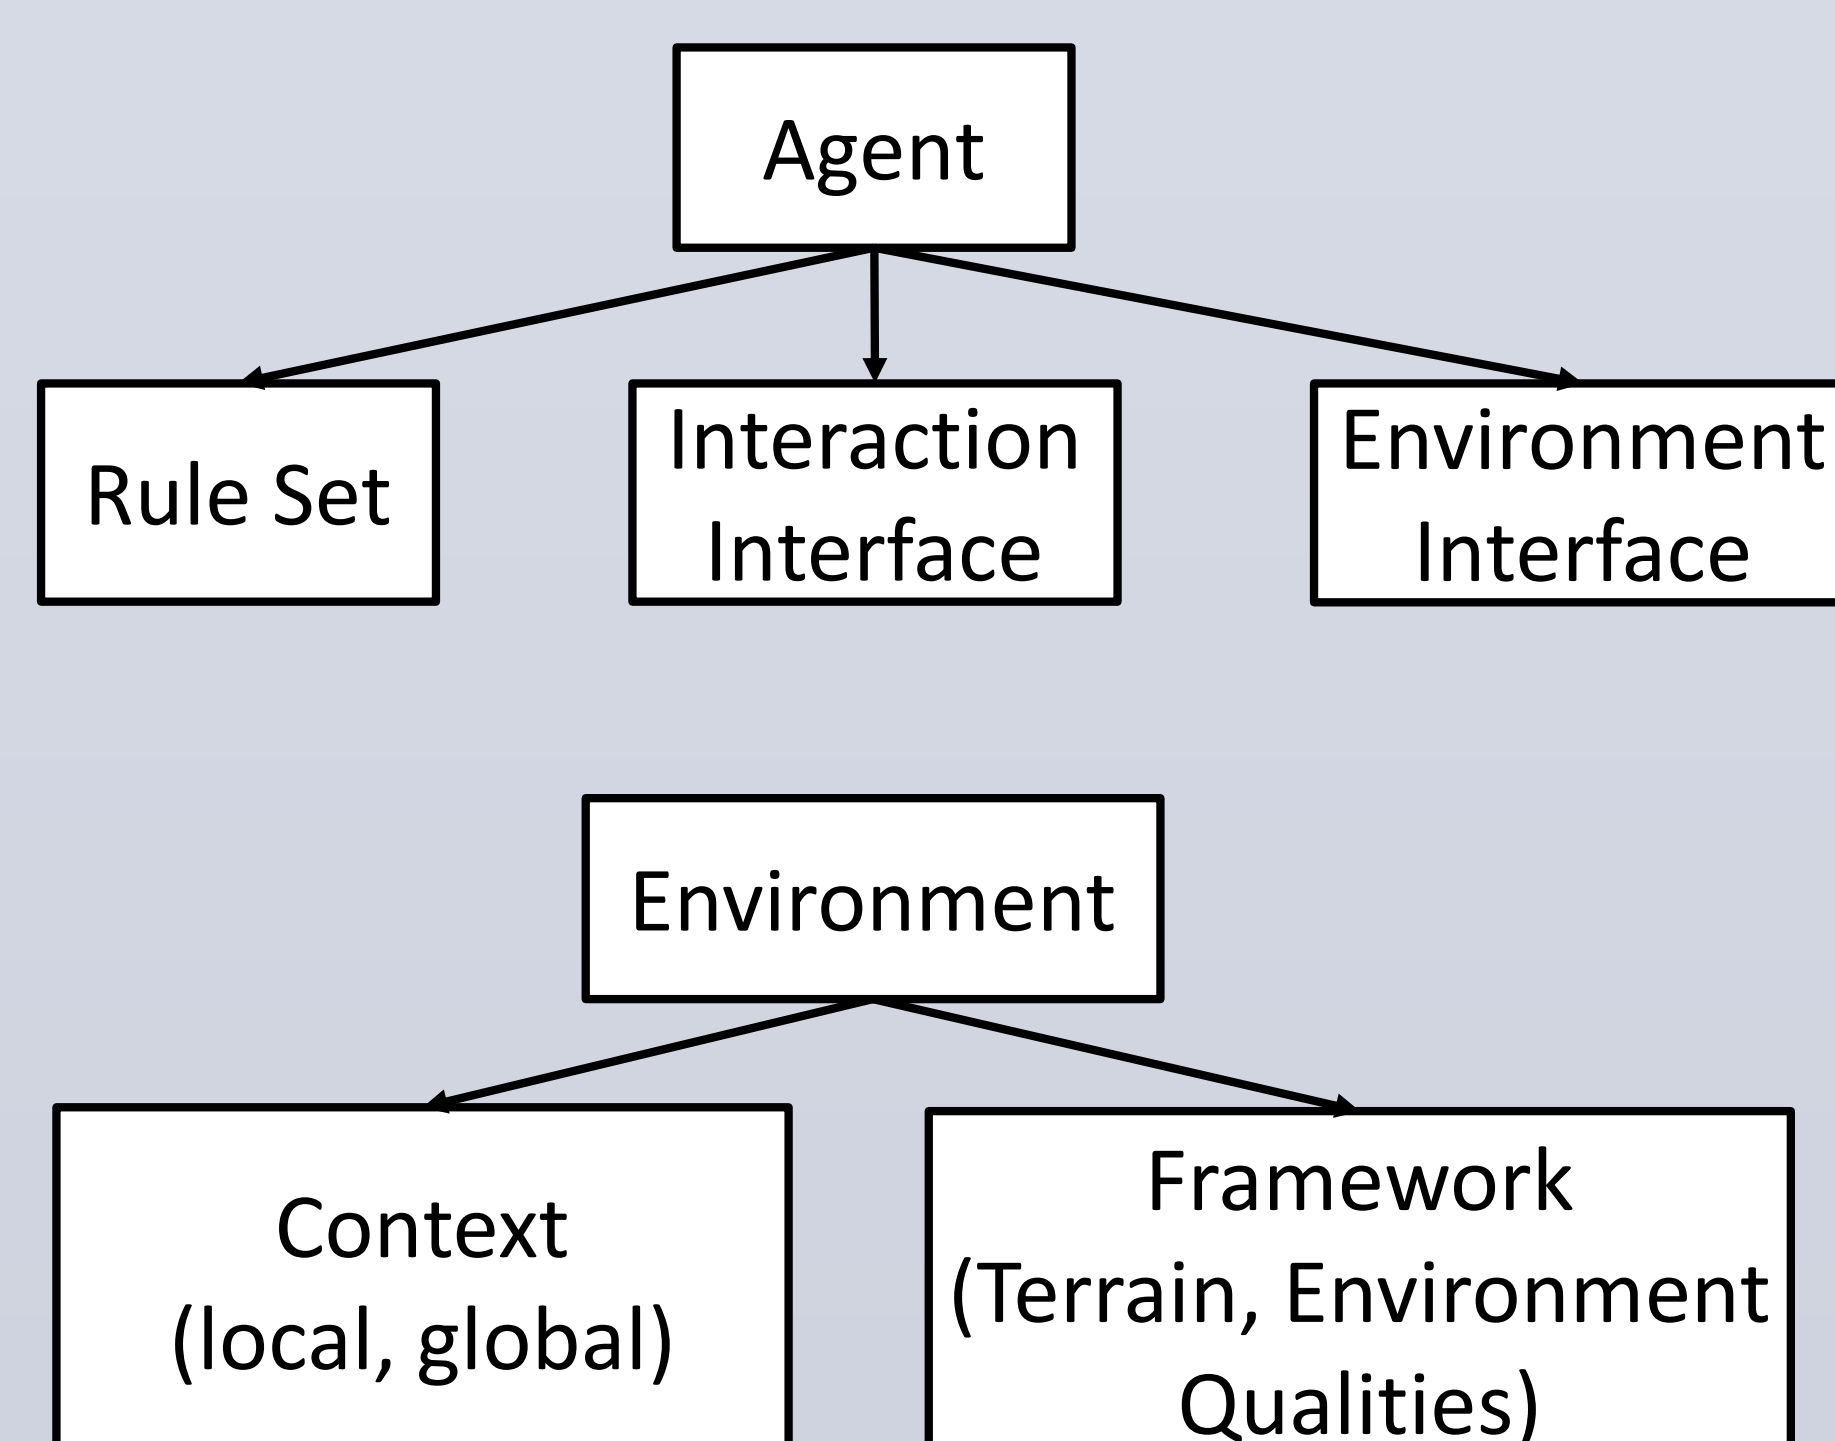 Agent
Rule Set
Interaction
Interface
Environment
Interface
Environment
Context
(local, global)
Framework
(Terrain, Environment
Qualities)